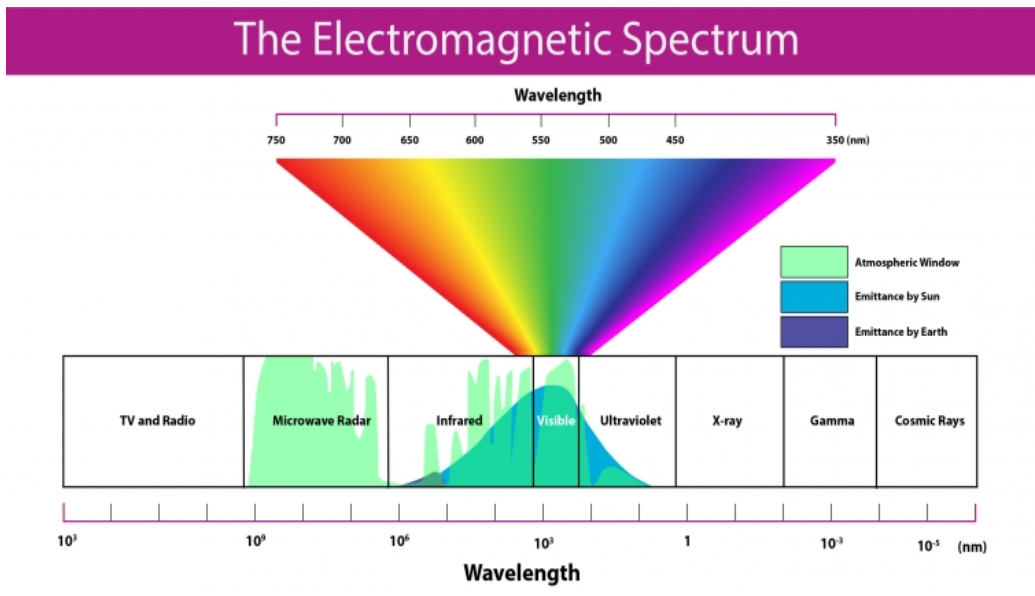 The Electromagnetic Spectrum
Wavelength
750 700 650 600 550 500 450 350 (nm)
Atmospheric Window
Emittance by Sun
Emittance by Earth
TV and Radio Microwave Radar Infrared Visible Ultraviolet X-ray Gamma Cosmic Rays
10³ 10⁹ 10⁶ 10³ 1 10⁻³ 10⁻⁵ (nm)
Wavelength